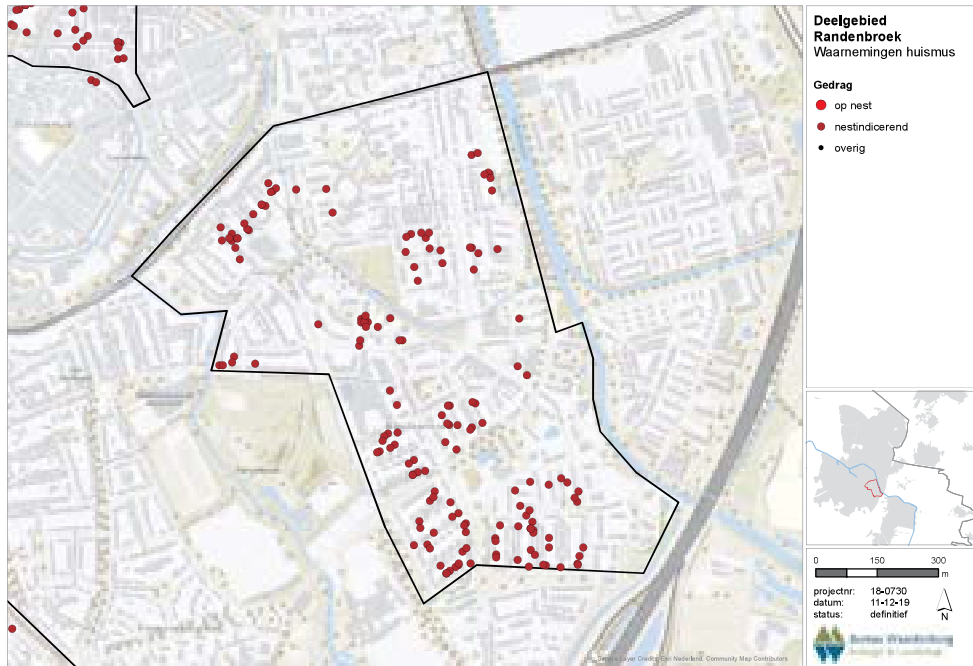 Deelgebied
Randenbroek
Waarnemingen huismus
Gedrag
op nest
nestindicerend
overig
0 150 300
m
projectnr: 18-0730
datum: 11-12-19
status: definitief
N
Layer Credits: Esri Nederland, Community Map Contributors